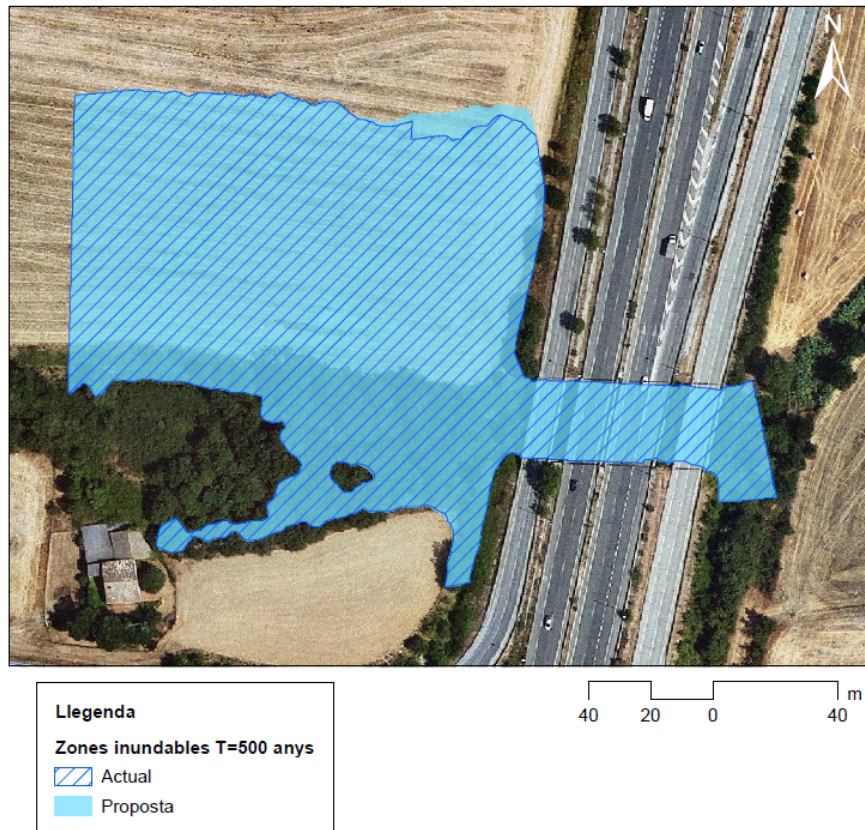 N
40 20 0 40 m
Llegenda
Zones inundables T=500 anys
Actual
Proposta